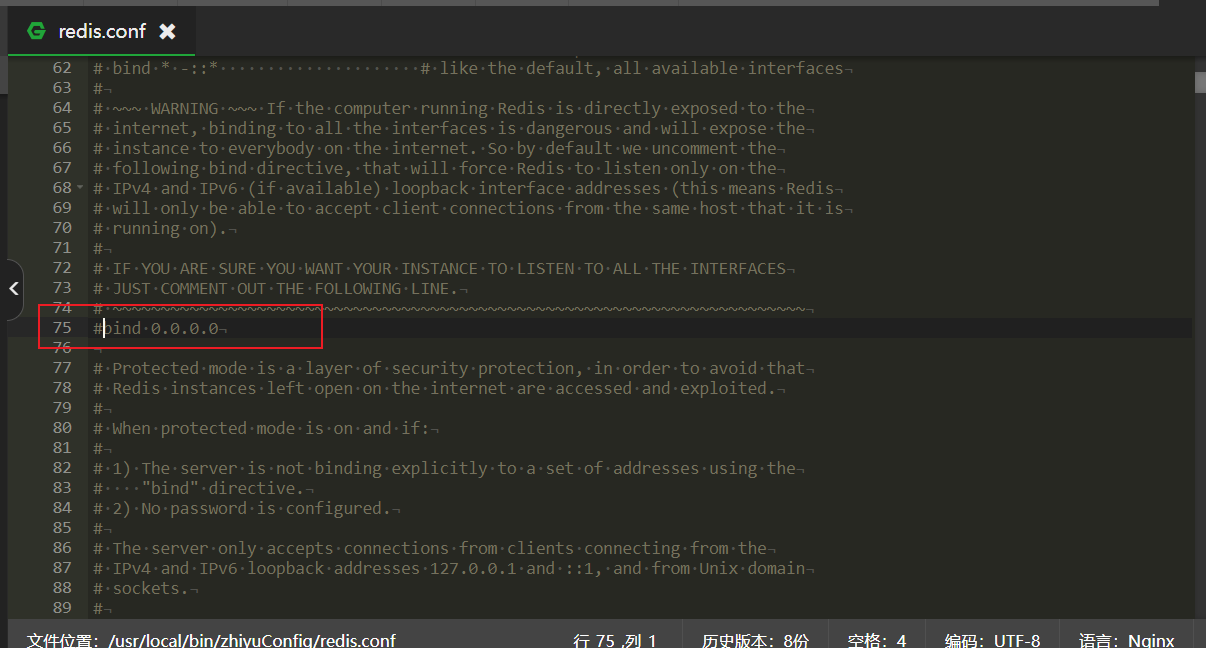 redis.conf
62 # bind * -::* # like the default, all available interfaces
63 #
64 # ~~~ WARNING ~~~ If the computer running Redis is directly exposed to the
65 # internet, binding to all the interfaces is dangerous and will expose the
66 # instance to everybody on the internet. So by default we uncomment the
67 # following bind directive, that will force Redis to listen only on the
68 # IPv4 and IPv6 (if available) loopback interface addresses (this means Redis
69 # will only be able to accept client connections from the same host that it is
70 # running on).
71 #
72 # IF YOU ARE SURE YOU WANT YOUR INSTANCE TO LISTEN TO ALL THE INTERFACES
73 # JUST COMMENT OUT THE FOLLOWING LINE.
74 # ~~~~~~~~~~~~~~~~~~~~~~~~~~~~~~~~~~~~~~~~~~~~~~~~~~~~~~~~~~~~~~~~~~~~~~~~
75 #bind 0.0.0.0
76
77 # Protected mode is a layer of security protection, in order to avoid that
78 # Redis instances left open on the internet are accessed and exploited.
79 #
80 # When protected mode is on and if:
81 #
82 # 1) The server is not binding explicitly to a set of addresses using the
83 #    "bind" directive.
84 # 2) No password is configured.
85 #
86 # The server only accepts connections from clients connecting from the
87 # IPv4 and IPv6 loopback addresses 127.0.0.1 and ::1, and from Unix domain
88 # sockets.
89 #
文件位置：/usr/local/bin/zhiyuConfig/redis.conf 行 75 ,列 1 历史版本：8份 空格：4 编码：UTF-8 语言：Nginx